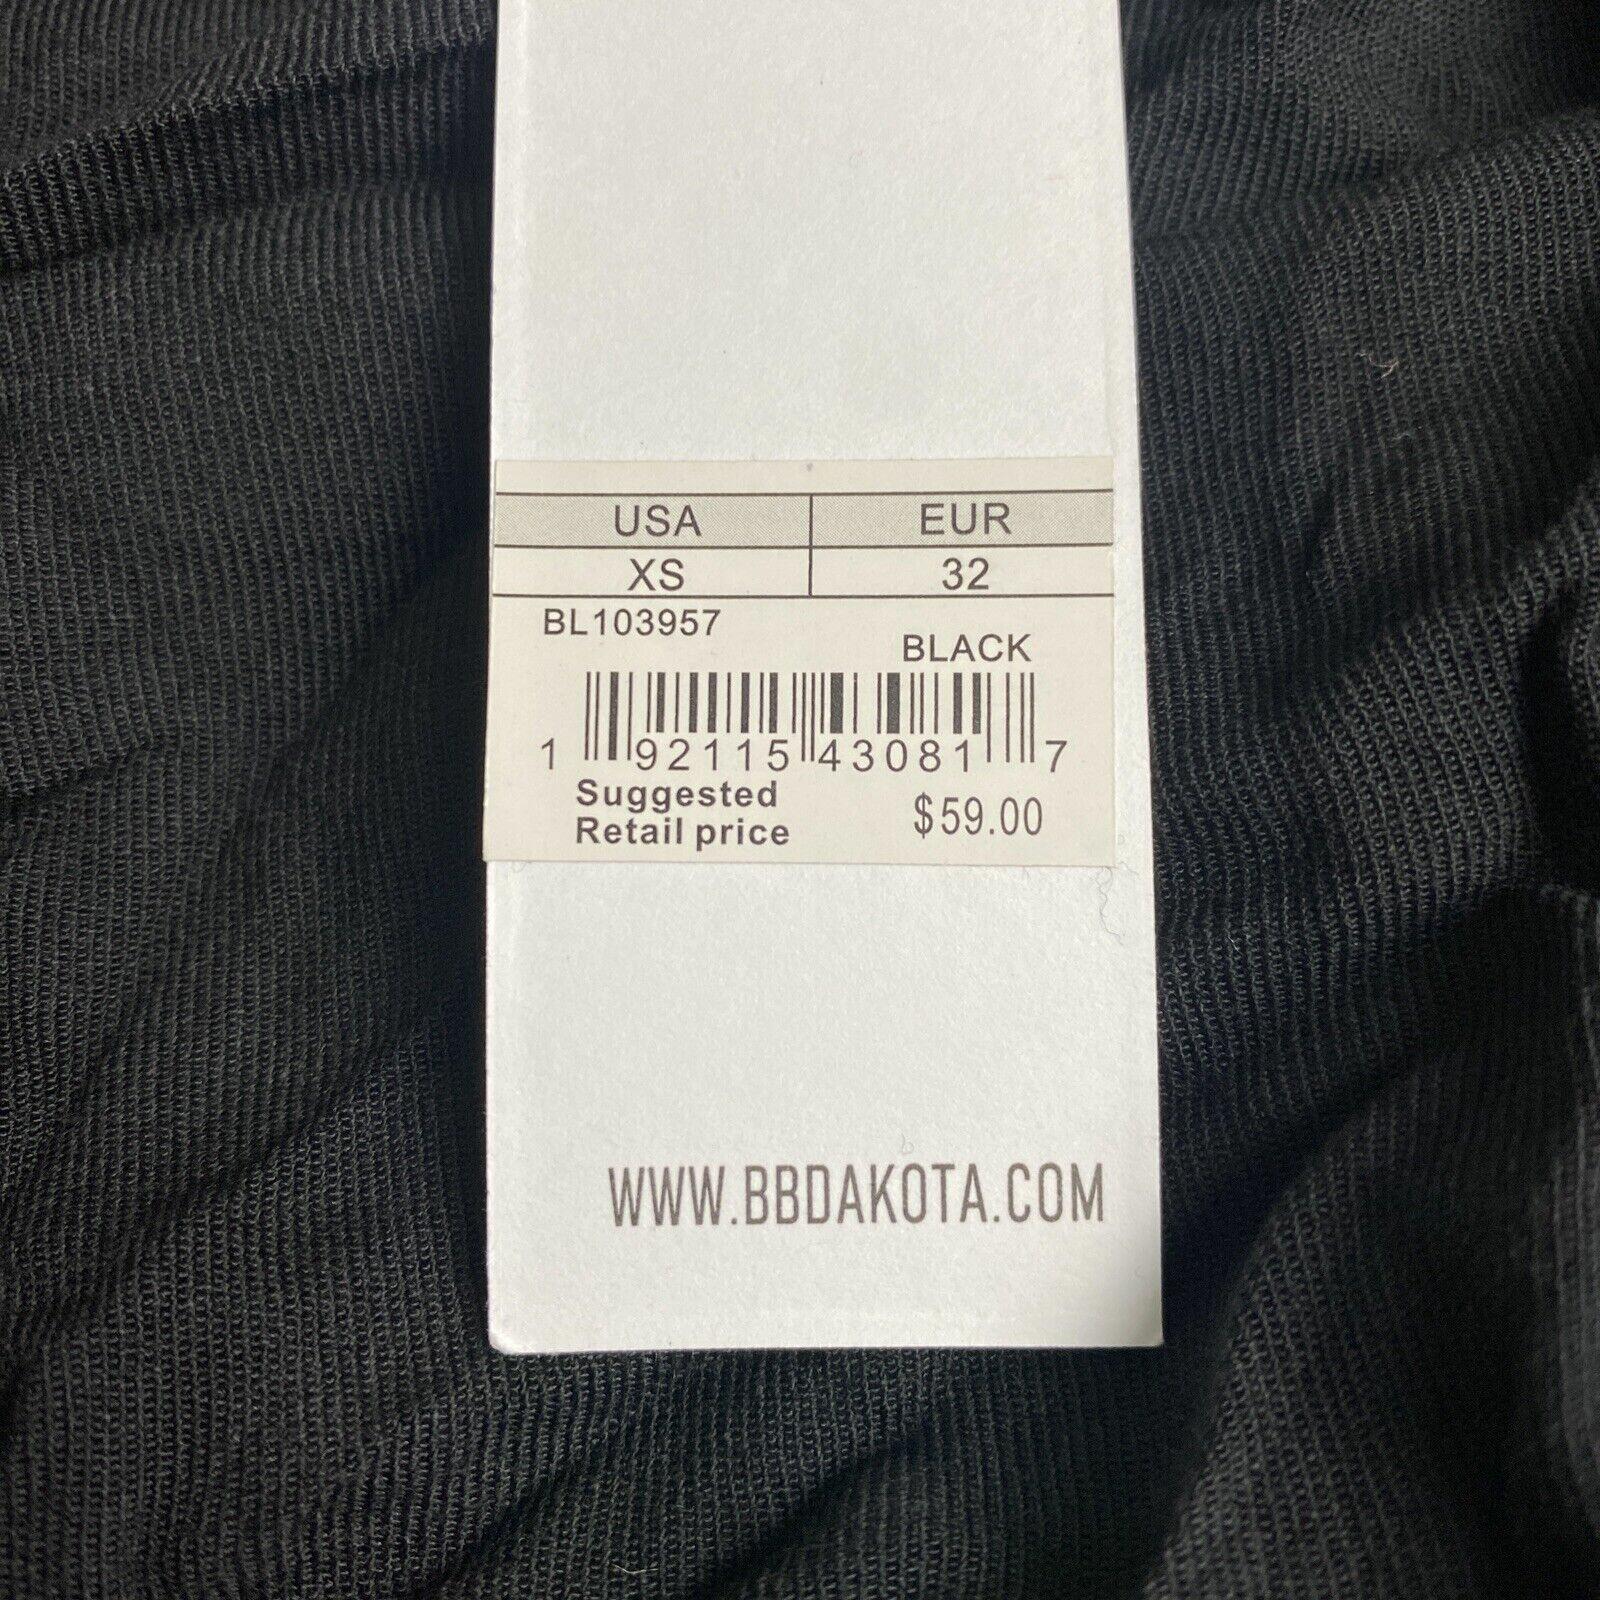 USA EUR
XS 32
BL103957
BLACK
1 92115 43081 7
Suggested
Retail price $59.00
WWW.BBDAKOTA.COM